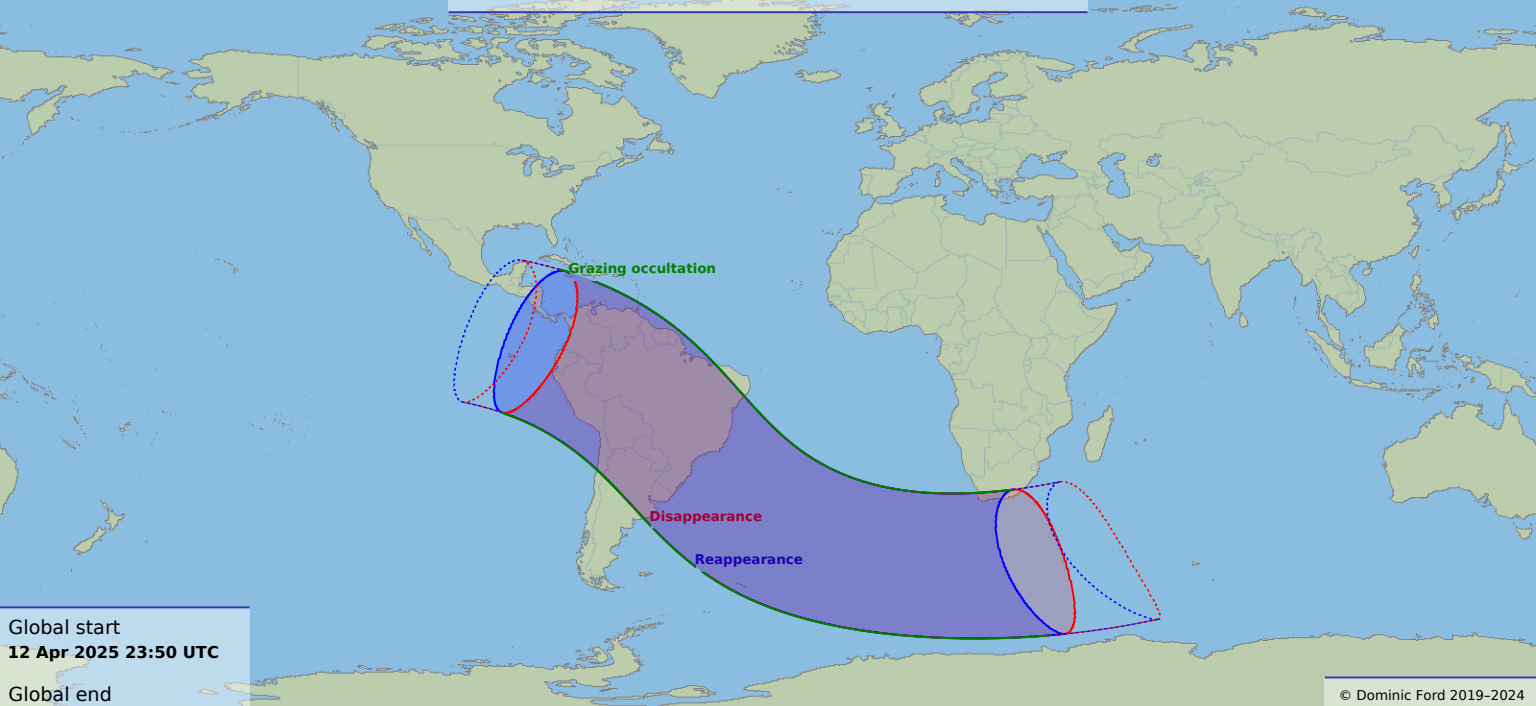 Grazing occultation
Disappearance
Reappearance
Global start
12 Apr 2025 23:50 UTC
Global end
© Dominic Ford 2019–2024